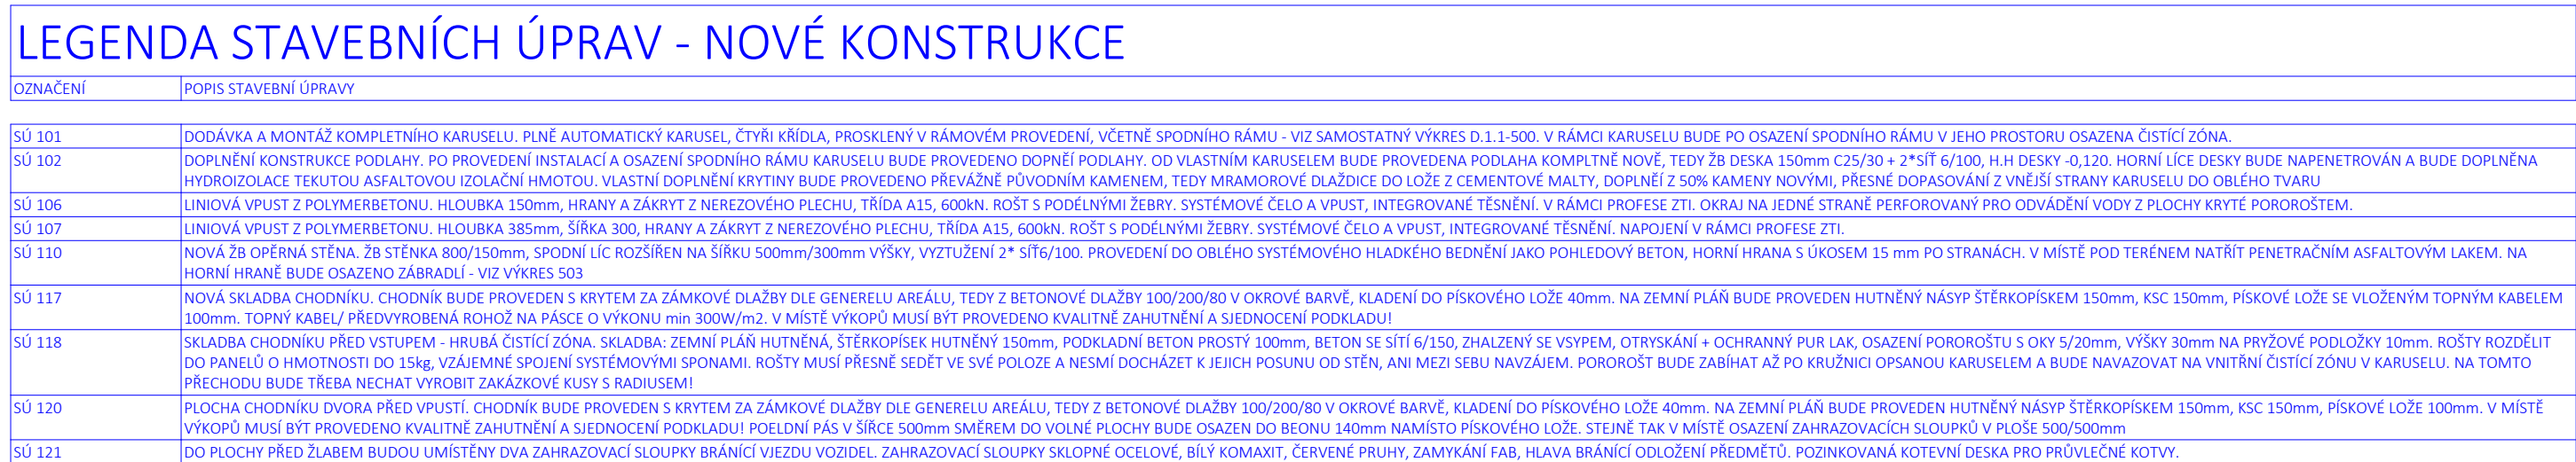 LEGENDA STAVEBNÍCH ÚPRAV - NOVÉ KONSTRUKCE
OZNAČENÍ POPIS STAVEBNÍ ÚPRAVY
SÚ 101 DODÁVKA A MONTÁŽ KOMPLETNÍHO KARUSELU. PLNĚ AUTOMATICKÝ KARUSEL, ČTYŘI KŘÍDLA, PROSKLENÝ V RÁMOVÉM PROVEDENÍ, VČETNĚ SPODNÍHO RÁMU - VIZ SAMOSTATNÝ VÝKRES D.1.1-500. V RÁMCI KARUSELU BUDE PO OSAZENÍ SPODNÍHO RÁMU V JEHO PROSTORU OSAZENA ČISTÍCÍ ZÓNA.
SÚ 102 DOPLNĚNÍ KONSTRUKCE PODLAHY. PO PROVEDENÍ INSTALACÍ A OSAZENÍ SPODNÍHO RÁMU KARUSELU BUDE PROVEDENO DOPNĚÍ PODLAHY. OD VLASTNÍM KARUSELEM BUDE PROVEDENA PODLAHA KOMPLTNĚ NOVĚ, TEDY ŽB DESKA 150mm C25/30 + 2*SÍŤ 6/100, H.H DESKY -0,120. HORNÍ LÍCE DESKY BUDE NAPENETROVÁN A BUDE DOPLNĚNA
HYDROIZOLACE TEKUTOU ASFALTOVOU IZOLAČNÍ HMOTOU. VLASTNÍ DOPLNĚNÍ KRYTINY BUDE PROVEDENO PŘEVÁŽNĚ PŮVODNÍM KAMENEM, TEDY MRAMOROVÉ DLAŽDICE DO LOŽE Z CEMENTOVÉ MALTY, DOPLNĚÍ Z 50% KAMENY NOVÝMI, PŘESNÉ DOPASOVÁNÍ Z VNĚJŠÍ STRANY KARUSELU DO OBLÉHO TVARU
SÚ 106 LINIOVÁ VPUST Z POLYMERBETONU. HLOUBKA 150mm, HRANY A ZÁKRYT Z NEREZOVÉHO PLECHU, TŘÍDA A15, 600kN. ROŠT S PODÉLNÝMI ŽEBRY. SYSTÉMOVÉ ČELO A VPUST, INTEGROVANÉ TĚSNĚNÍ. V RÁMCI PROFESE ZTI. OKRAJ NA JEDNÉ STRANĚ PERFOROVANÝ PRO ODVÁDĚNÍ VODY Z PLOCHY KRYTÉ POROROŠTEM.
SÚ 107 LINIOVÁ VPUST Z POLYMERBETONU. HLOUBKA 385mm, ŠÍŘKA 300, HRANY A ZÁKRYT Z NEREZOVÉHO PLECHU, TŘÍDA A15, 600kN. ROŠT S PODÉLNÝMI ŽEBRY. SYSTÉMOVÉ ČELO A VPUST, INTEGROVANÉ TĚSNĚNÍ. NAPOJENÍ V RÁMCI PROFESE ZTI.
SÚ 110 NOVÁ ŽB OPĚRNÁ STĚNA. ŽB STĚNKA 800/150mm, SPODNÍ LÍC ROZŠÍŘEN NA ŠÍŘKU 500mm/300mm VÝŠKY, VYZTUŽENÍ 2* SÍŤ6/100. PROVEDENÍ DO OBLÉHO SYSTÉMOVÉHO HLADKÉHO BEDNĚNÍ JAKO POHLEDOVÝ BETON, HORNÍ HRANA S ÚKOSEM 15 mm PO STRANÁCH. V MÍSTĚ POD TERÉNEM NATŘÍT PENETRAČNÍM ASFALTOVÝM LAKEM. NA
HORNÍ HRANĚ BUDE OSAZENO ZÁBRADLÍ - VIZ VÝKRES 503
SÚ 117 NOVÁ SKLADBA CHODNÍKU. CHODNÍK BUDE PROVEDEN S KRYTEM ZA ZÁMKOVÉ DLAŽBY DLE GENERELU AREÁLU, TEDY Z BETONOVÉ DLAŽBY 100/200/80 V OKROVÉ BARVĚ, KLADENÍ DO PÍSKOVÉHO LOŽE 40mm. NA ZEMNÍ PLÁŇ BUDE PROVEDEN HUTNĚNÝ NÁSYP ŠTĚRKOPÍSKEM 150mm, KSC 150mm, PÍSKOVÉ LOŽE SE VLOŽENÝM TOPNÝM KABELEM
100mm. TOPNÝ KABEL/ PŘEDVYROBENÁ ROHOŽ NA PÁSCE O VÝKONU min 300W/m2. V MÍSTĚ VÝKOPŮ MUSÍ BÝT PROVEDENO KVALITNĚ ZAHUTNĚNÍ A SJEDNOCENÍ PODKLADU!
SÚ 118 SKLADBA CHODNÍKU PŘED VSTUPEM - HRUBÁ ČISTÍCÍ ZÓNA. SKLADBA: ZEMNÍ PLÁŇ HUTNĚNÁ, ŠTĚRKOPÍSEK HUTNĚNÝ 150mm, PODKLADNÍ BETON PROSTÝ 100mm, BETON SE SÍTÍ 6/150, ZHALZENÝ SE VSYPEM, OTRYSKÁNÍ + OCHRANNÝ PUR LAK, OSAZENÍ POROROŠTU S OKY 5/20mm, VÝŠKY 30mm NA PRYŽOVÉ PODLOŽKY 10mm. ROŠTY ROZDĚLIT
DO PANELŮ O HMOTNOSTI DO 15kg, VZÁJEMNÉ SPOJENÍ SYSTÉMOVÝMI SPONAMI. ROŠTY MUSÍ PŘESNĚ SEDĚT VE SVÉ POLOZE A NESMÍ DOCHÁZET K JEJICH POSUNU OD STĚN, ANI MEZI SEBU NAVZÁJEM. POROROŠT BUDE ZABÍHAT AŽ PO KRUŽNICI OPSANOU KARUSELEM A BUDE NAVAZOVAT NA VNITŘNÍ ČISTÍCÍ ZÓNU V KARUSELU. NA TOMTO
PŘECHODU BUDE TŘEBA NECHAT VYROBIT ZAKÁZKOVÉ KUSY S RADIUSEM!
SÚ 120 PLOCHA CHODNÍKU DVORA PŘED VPUSTÍ. CHODNÍK BUDE PROVEDEN S KRYTEM ZA ZÁMKOVÉ DLAŽBY DLE GENERELU AREÁLU, TEDY Z BETONOVÉ DLAŽBY 100/200/80 V OKROVÉ BARVĚ, KLADENÍ DO PÍSKOVÉHO LOŽE 40mm. NA ZEMNÍ PLÁŇ BUDE PROVEDEN HUTNĚNÝ NÁSYP ŠTĚRKOPÍSKEM 150mm, KSC 150mm, PÍSKOVÉ LOŽE 100mm. V MÍSTĚ
VÝKOPŮ MUSÍ BÝT PROVEDENO KVALITNĚ ZAHUTNĚNÍ A SJEDNOCENÍ PODKLADU! POELDNÍ PÁS V ŠÍŘCE 500mm SMĚREM DO VOLNÉ PLOCHY BUDE OSAZEN DO BEONU 140mm NAMÍSTO PÍSKOVÉHO LOŽE. STEJNĚ TAK V MÍSTĚ OSAZENÍ ZAHRAZOVACÍCH SLOUPKŮ V PLOŠE 500/500mm
SÚ 121 DO PLOCHY PŘED ŽLABEM BUDOU UMÍSTĚNY DVA ZAHRAZOVACÍ SLOUPKY BRÁNÍCÍ VJEZDU VOZIDEL. ZAHRAZOVACÍ SLOUPKY SKLOPNÉ OCELOVÉ, BÍLÝ KOMAXIT, ČERVENÉ PRUHY, ZAMYKÁNÍ FAB, HLAVA BRÁNÍCÍ ODLOŽENÍ PŘEDMĚTŮ. POZINKOVANÁ KOTEVNÍ DESKA PRO PRŮVLEČNÉ KOTVY.